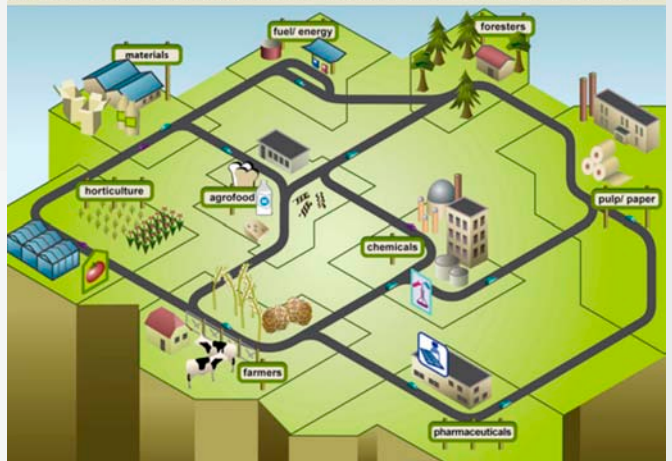 fuel/ energy
foresters
materials
horticulture
agrofood
pulp/ paper
chemicals
farmers
pharmaceuticals